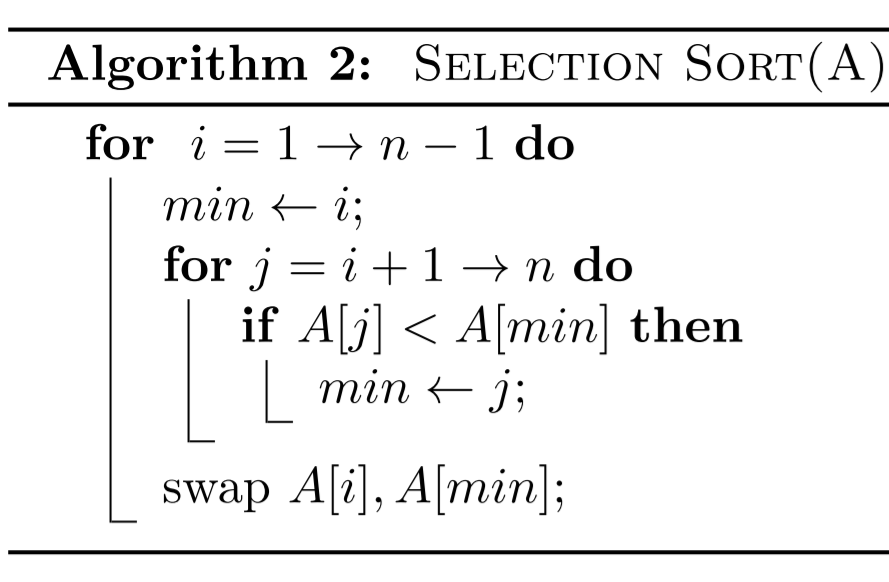 Algorithm 2: SELECTION SORT(A)
for i = 1 → n − 1 do
min ← i;
for j = i + 1 → n do
if A[j] < A[min] then
min ← j;
swap A[i], A[min];